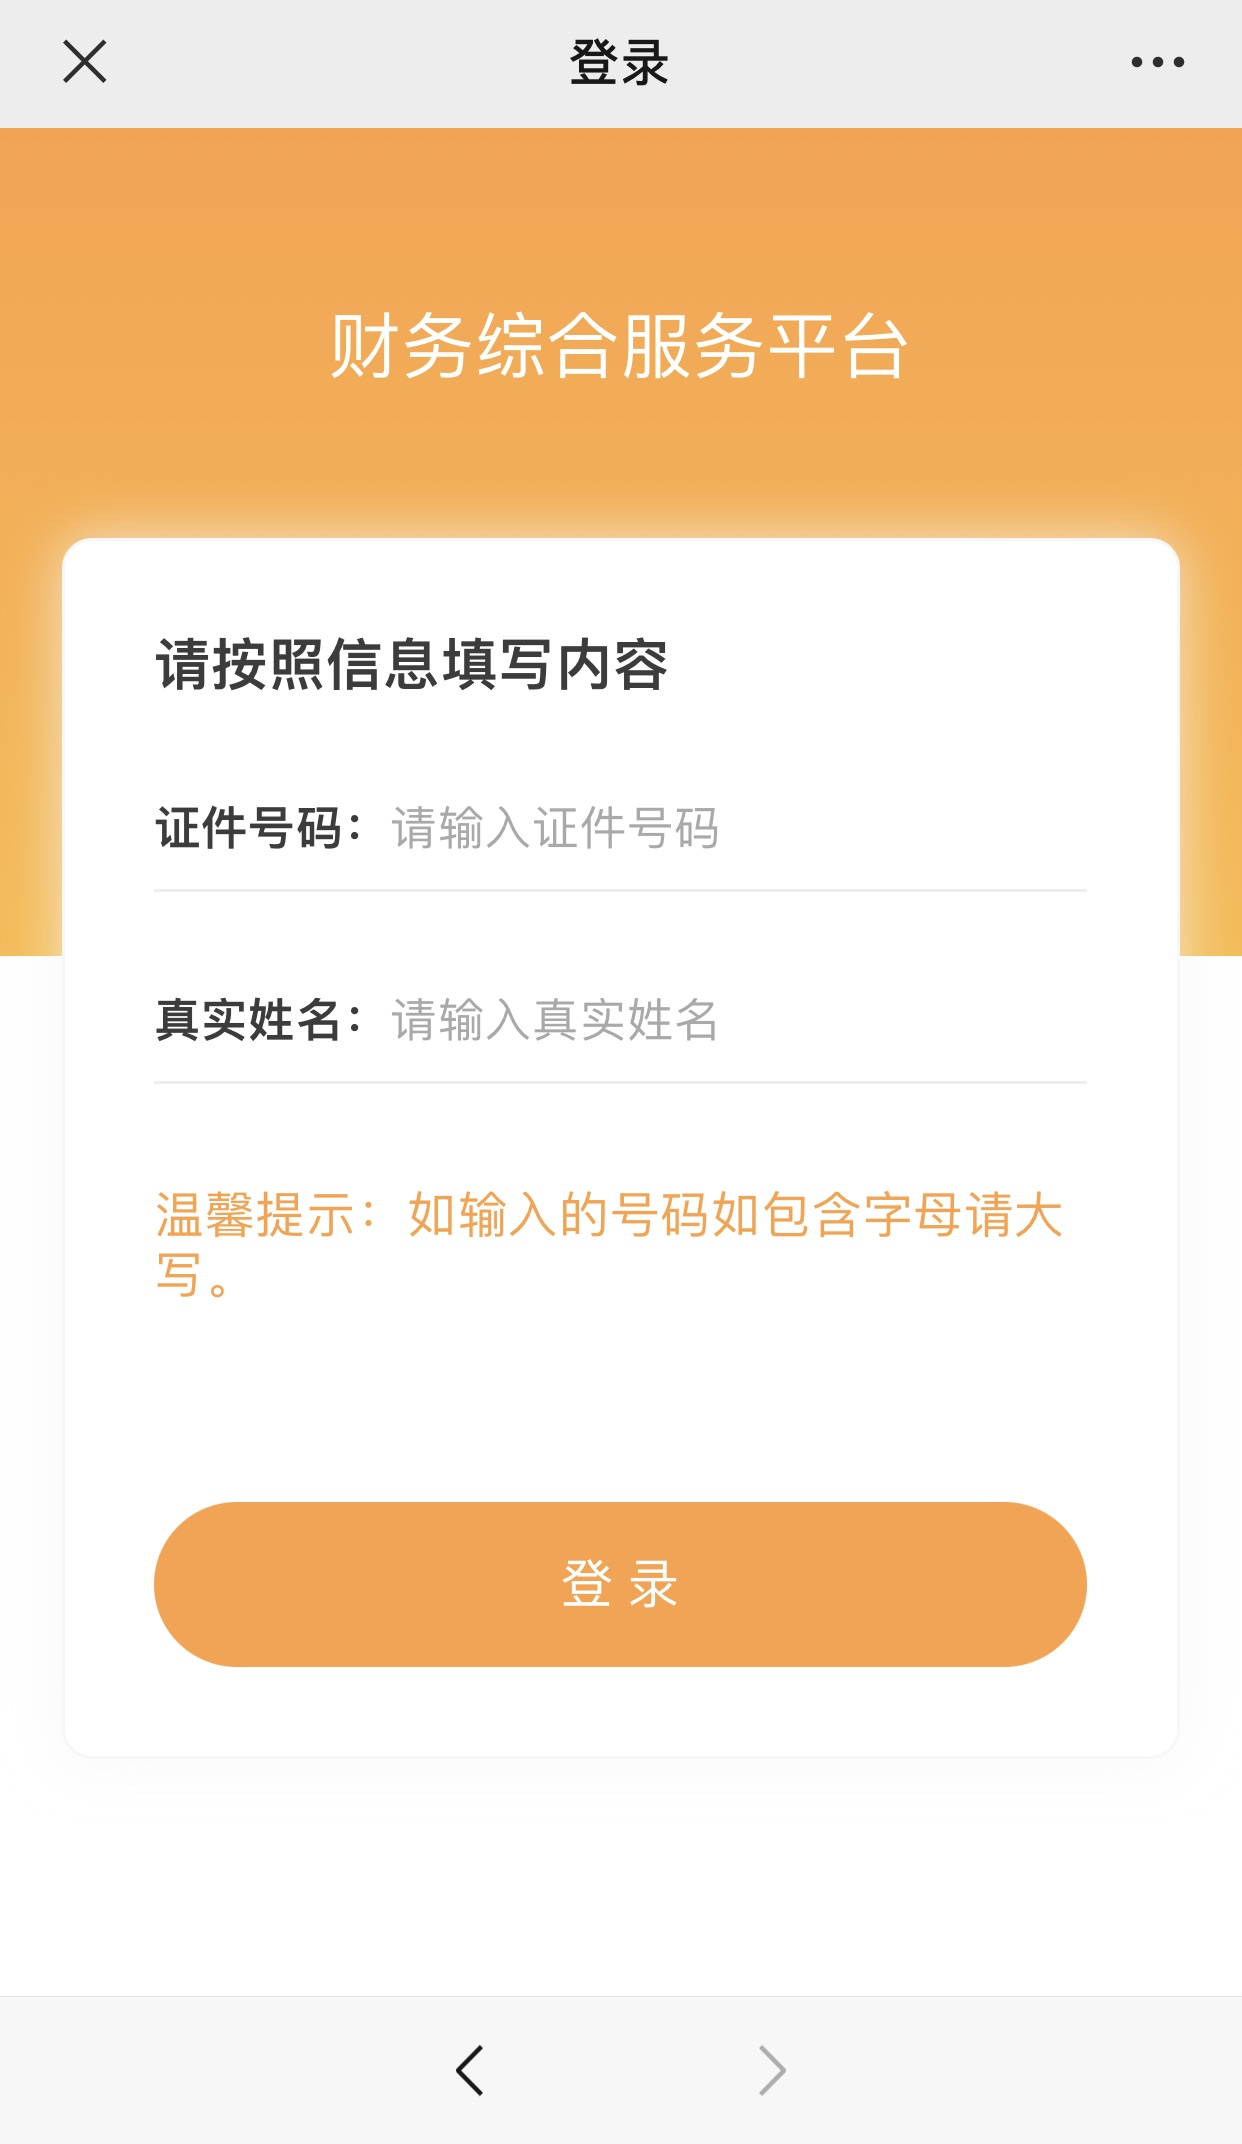 登录
财务综合服务平台
请按照信息填写内容
证件号码：请输入证件号码
真实姓名：请输入真实姓名
温馨提示：如输入的号码如包含字母请大
写。
登录